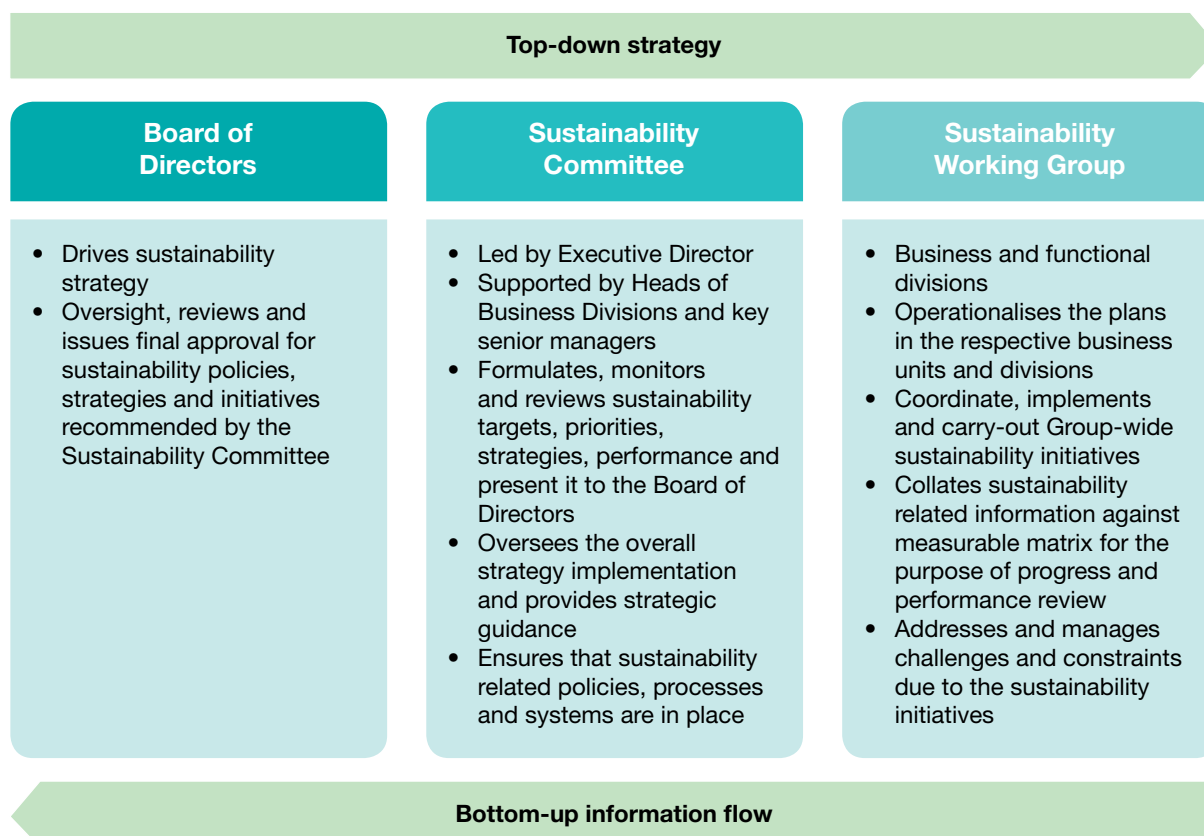 Top-down strategy
Board of
Directors
• Drives sustainability
strategy
• Oversight, reviews and
issues final approval for
sustainability policies,
strategies and initiatives
recommended by the
Sustainability Committee
Sustainability
Committee
• Led by Executive Director
• Supported by Heads of
Business Divisions and key
senior managers
• Formulates, monitors
and reviews sustainability
targets, priorities,
strategies, performance and
present it to the Board of
Directors
• Oversees the overall
strategy implementation
and provides strategic
guidance
• Ensures that sustainability
related policies, processes
and systems are in place
Sustainability
Working Group
• Business and functional
divisions
• Operationalises the plans
in the respective business
units and divisions
• Coordinate, implements
and carry-out Group-wide
sustainability initiatives
• Collates sustainability
related information against
measurable matrix for the
purpose of progress and
performance review
• Addresses and manages
challenges and constraints
due to the sustainability
initiatives
Bottom-up information flow